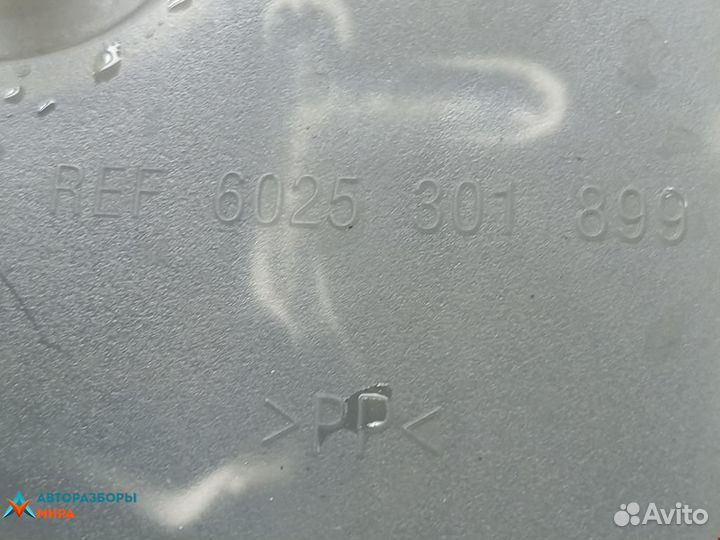 REF 6025 301 899
>PP<
АВТОРАЗБОРЫ
МИРА
Avito